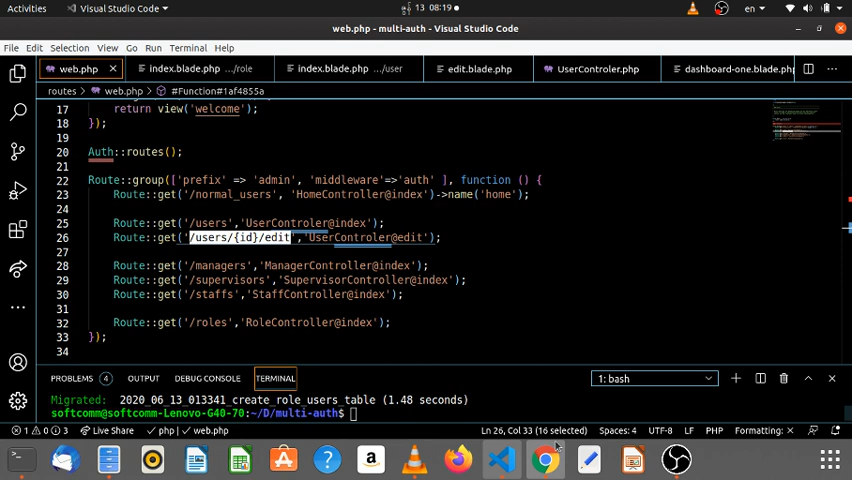 Activities
Visual Studio Code
13 08:19
en
web.php - multi-auth - Visual Studio Code
File Edit Selection View Go Run Terminal Help
web.php
index.blade.php .../role
index.blade.php .../user
edit.blade.php
UserControler.php
dashboard-one.blade.php
routes > web.php > #Function#1af4855a
17 return view('welcome');
18 });
19
20 Auth::routes();
21
22 Route::group(['prefix' => 'admin', 'middleware'=>'auth' ], function () {
23 Route::get('/normal_users', 'HomeController@index')->name('home');
24
25 Route::get('/users','UserControler@index');
26 Route::get('/users/{id}/edit','UserControler@edit');
27
28 Route::get('/managers','ManagerController@index');
29 Route::get('/supervisors','SupervisorController@index');
30 Route::get('/staffs','StaffController@index');
31
32 Route::get('/roles','RoleController@index');
33 });
34
PROBLEMS 4 OUTPUT DEBUG CONSOLE TERMINAL 1: bash
Migrated: 2020_06_13_013341_create_role_users_table (1.48 seconds)
softcomm@softcomm-Lenovo-G40-70:~/D/multi-auth$
1 0 3 Live Share php | web.php Ln 26, Col 33 (16 selected) Spaces: 4 UTF-8 LF PHP Formatting: ×